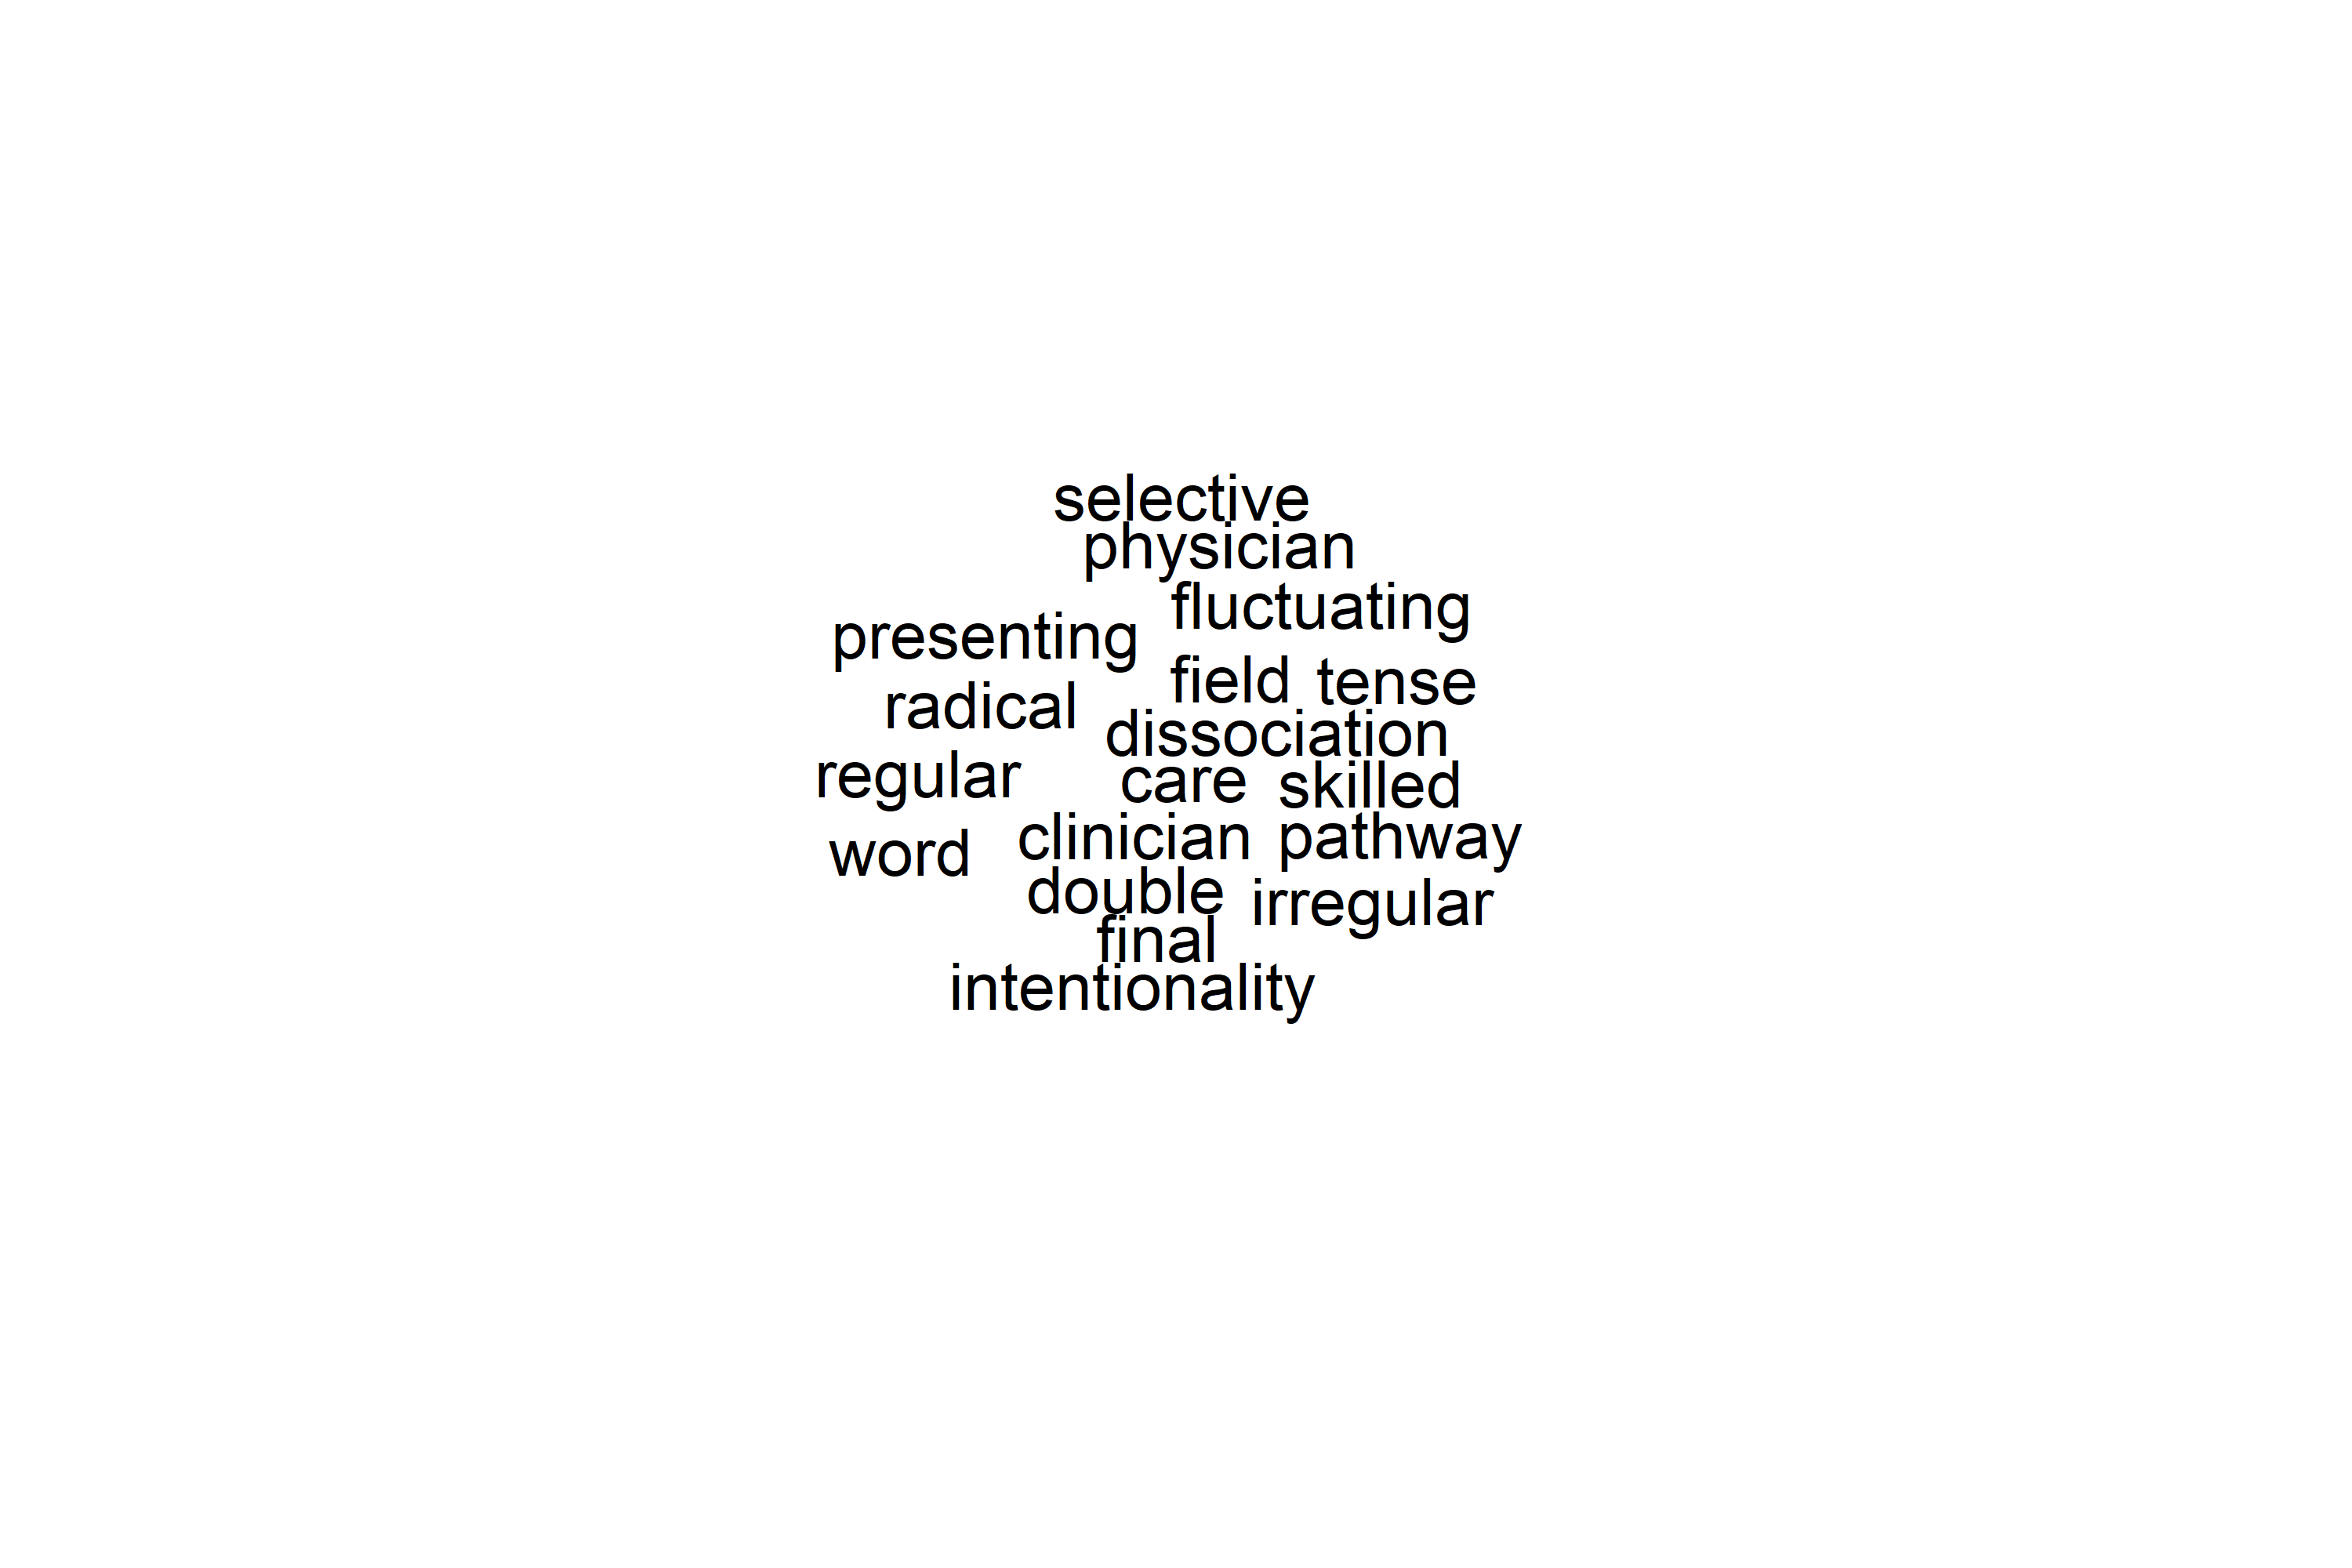 selective
physician
fluctuating
presenting
field tense
radical
dissociation
regular care skilled
word clinician pathway
double irregular
final
intentionality